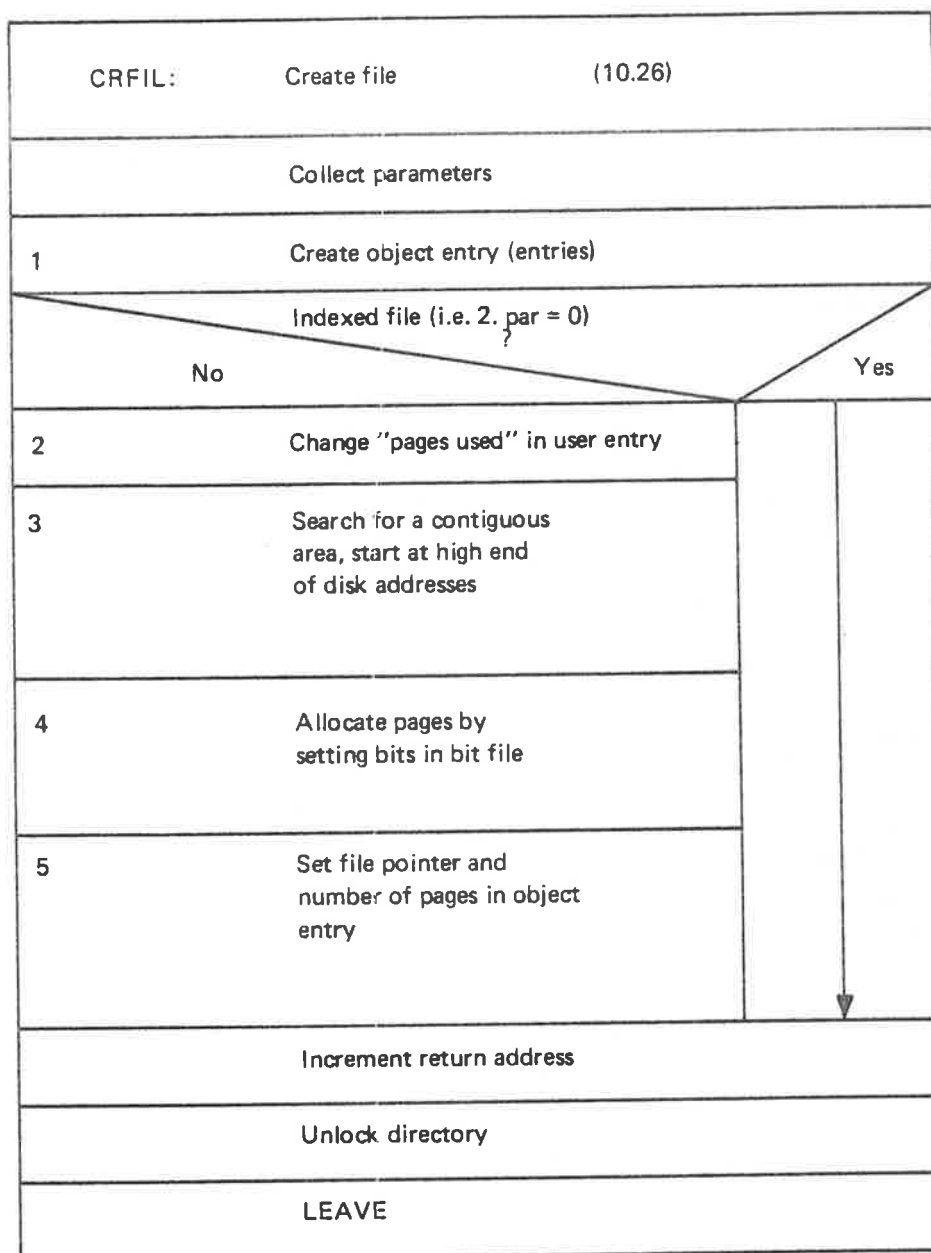 CRFIL: Create file (10.26)
Collect parameters
1 Create object entry (entries)
Indexed file (i.e. 2. par = 0)
?
No Yes
2 Change "pages used" in user entry
3 Search for a contiguous
area, start at high end
of disk addresses
4 Allocate pages by
setting bits in bit file
5 Set file pointer and
number of pages in object
entry
Increment return address
Unlock directory
LEAVE